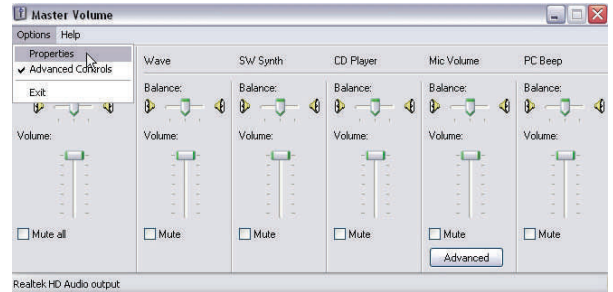 Master Volume
Options Help
Properties
Advanced Controls
Exit
Wave SW Synth CD Player Mic Volume PC Beep
Balance: Balance: Balance: Balance: Balance:
Volume: Volume: Volume: Volume: Volume: Volume:
Mute all Mute Mute Mute Mute Mute
Advanced
Realtek HD Audio output